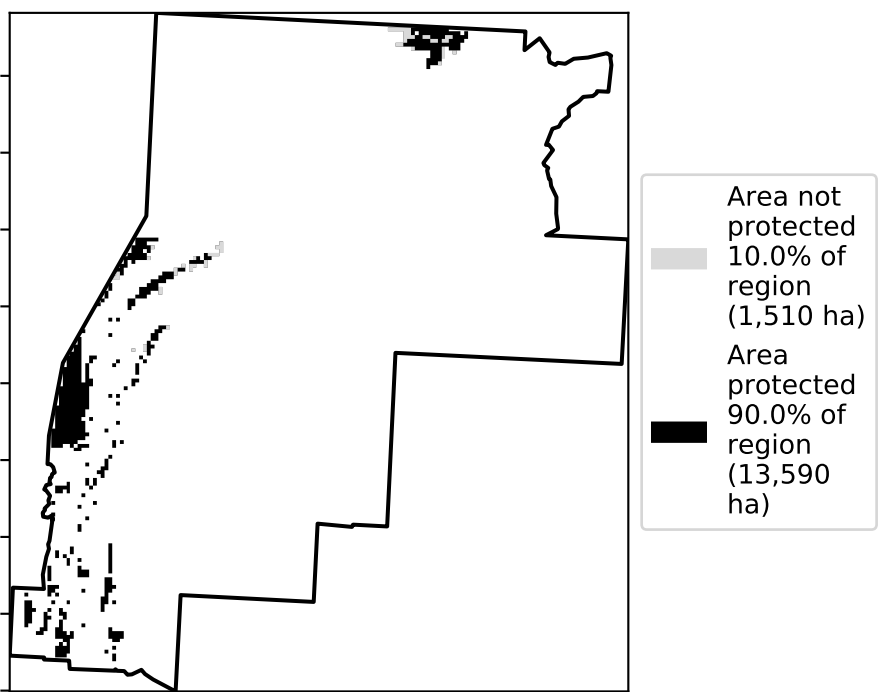 Area not
protected
10.0% of
region
(1,510 ha)
Area
protected
90.0% of
region
(13,590
ha)